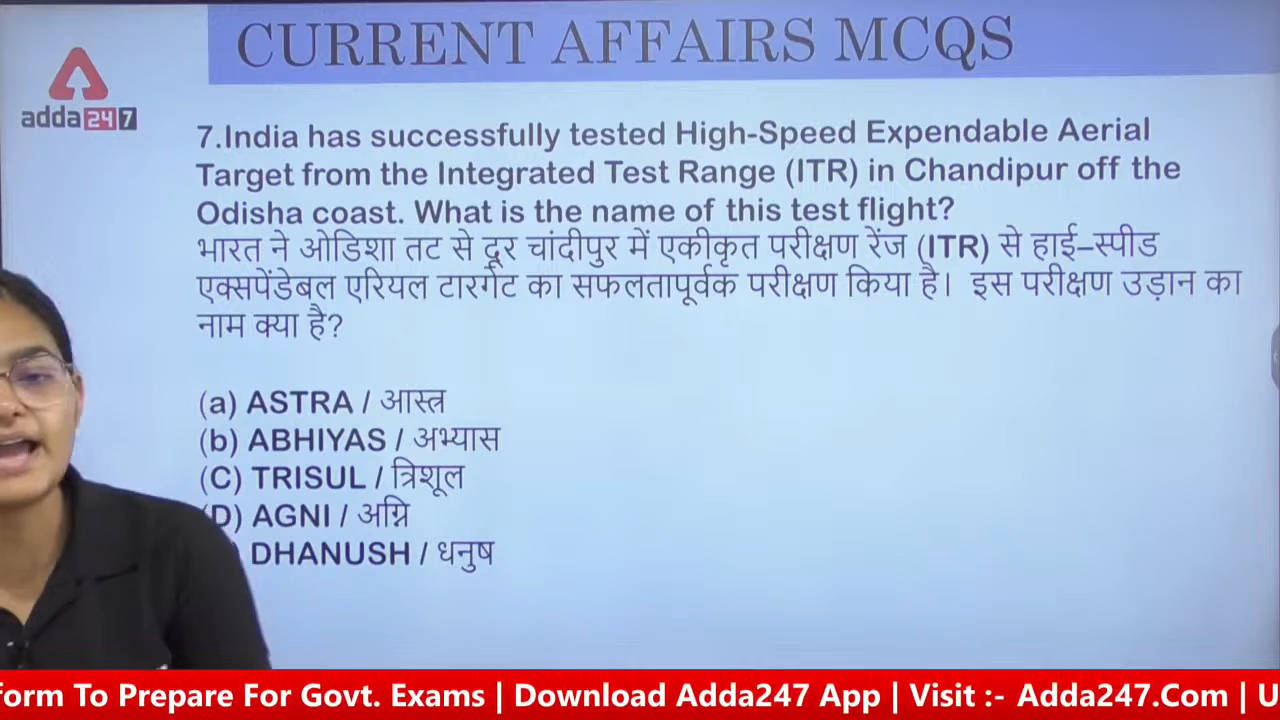 CURRENT AFFAIRS MCQS
adda247
7.India has successfully tested High-Speed Expendable Aerial
Target from the Integrated Test Range (ITR) in Chandipur off the
Odisha coast. What is the name of this test flight?
भारत ने ओडिशा तट से दूर चांदीपुर में एकीकृत परीक्षण रेंज (ITR) से हाई–स्पीड
एक्सपेंडेबल एरियल टारगेट का सफलतापूर्वक परीक्षण किया है। इस परीक्षण उड़ान का
नाम क्या है?
(a) ASTRA / आस्त्र
(b) ABHIYAS / अभ्यास
(C) TRISUL / त्रिशूल
D) AGNI / अग्नि
) DHANUSH / धनुष
form To Prepare For Govt. Exams | Download Adda247 App | Visit :- Adda247.Com | U